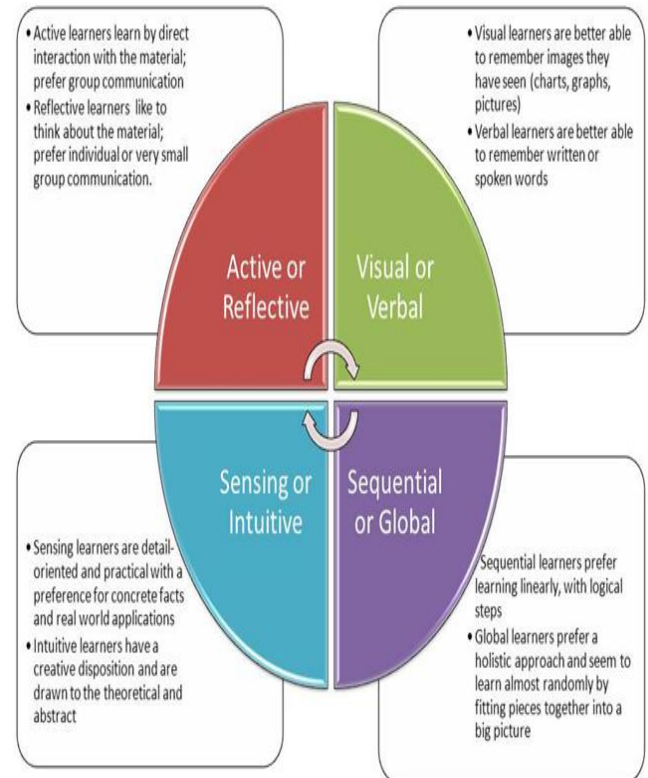 • Active learners learn by direct
interaction with the material;
prefer group communication
• Reflective learners like to
think about the material;
prefer individual or very small
group communication.
• Visual learners are better able
to remember images they
have seen (charts, graphs,
pictures)
• Verbal learners are better able
to remember written or
spoken words
Active or
Reflective
Visual or
Verbal
Sensing or
Intuitive
Sequential
or Global
• Sensing learners are detail-
oriented and practical with a
preference for concrete facts
and real world applications
• Intuitive learners have a
creative disposition and are
drawn to the theoretical and
abstract
Sequential learners prefer
learning linearly, with logical
steps
• Global learners prefer a
holistic approach and seem to
learn almost randomly by
fitting pieces together into a
big picture